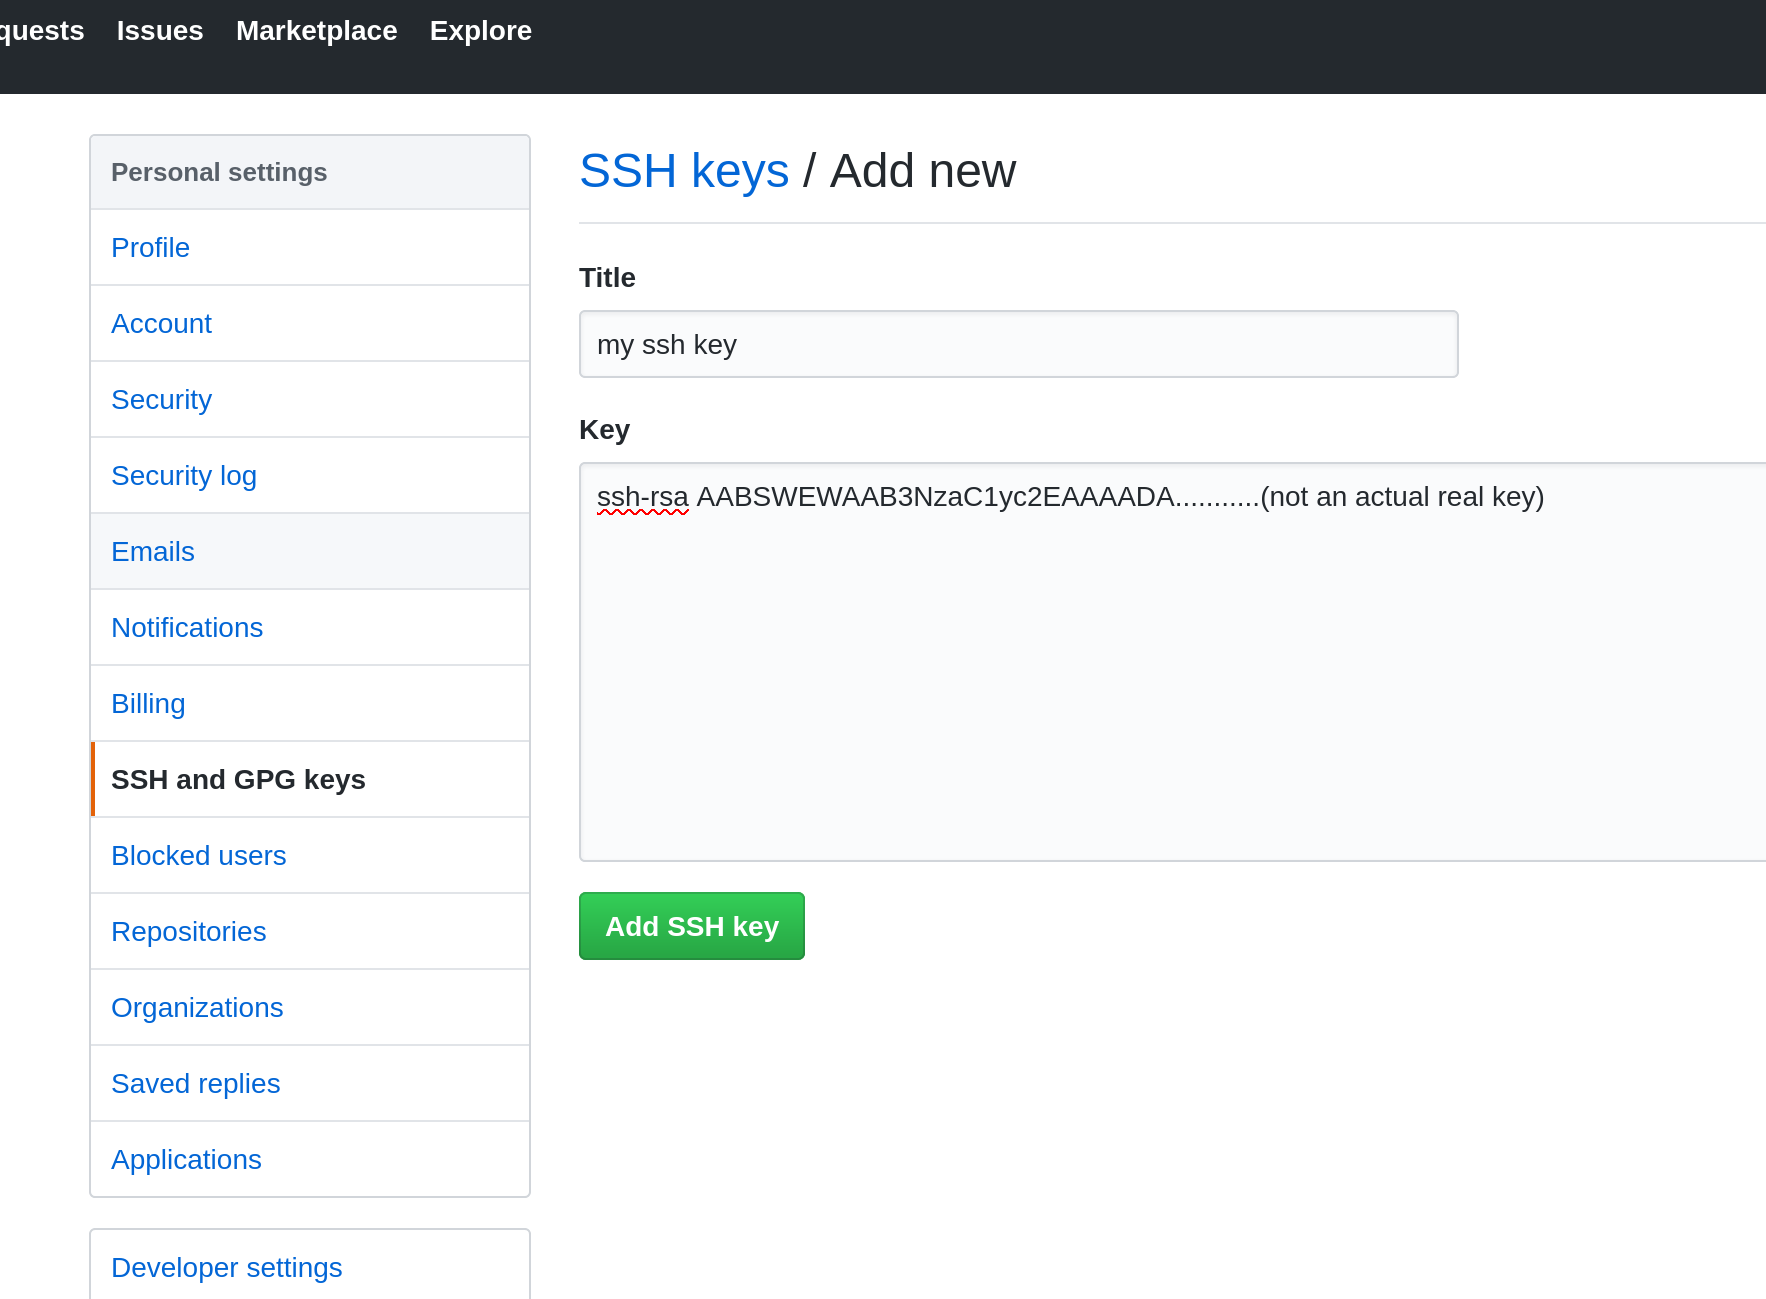 quests Issues Marketplace Explore
Personal settings
Profile
Account
Security
Security log
Emails
Notifications
Billing
SSH and GPG keys
Blocked users
Repositories
Organizations
Saved replies
Applications
Developer settings
SSH keys / Add new
Title
my ssh key
Key
ssh-rsa AABSWEWAAB3NzaC1yc2EAAAADA...........(not an actual real key)
Add SSH key